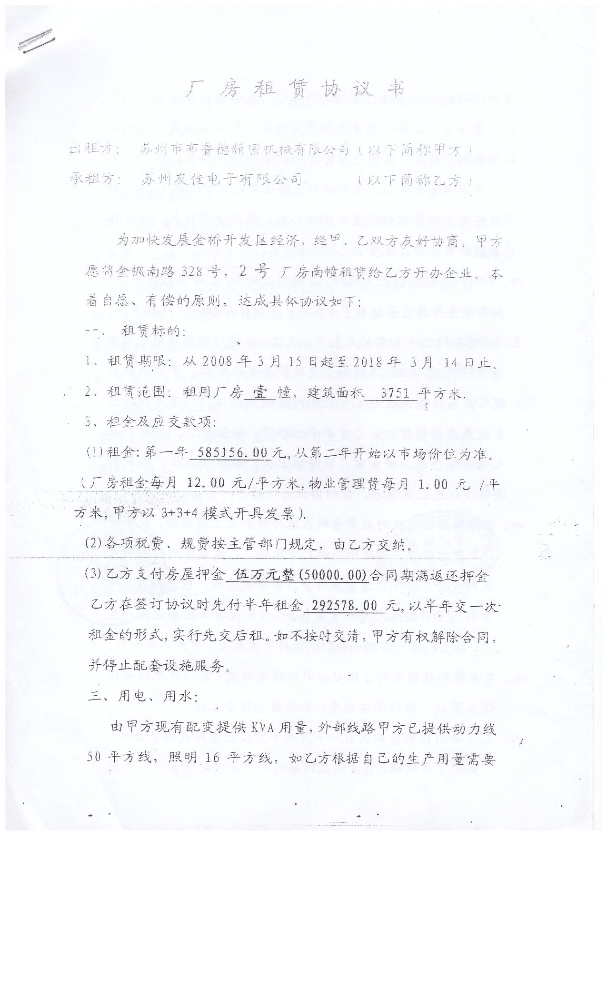 厂房租赁协议书
出租方： 苏州市布鲁德精密机械有限公司（以下简称甲方）
承租方： 苏州友佳电子有限公司 （以下简称乙方）
为加快发展金桥开发区经济，经甲、乙双方友好协商，甲方
愿将金枫南路 328 号，2 号 厂房南幢租赁给乙方开办企业。本
着自愿、有偿的原则，达成具体协议如下：
一、 租赁标的：
1、租赁期限：从 2008 年 3 月 15 日起至 2018 年 3 月 14 日止。
2、租赁范围：租用厂房 壹 幢，建筑面积 3751 平方米.
3、租金及应交款项：
(1)租金：第一年 585156.00 元,从第二年开始以市场价位为准。
（厂房租金每月 12.00 元/平方米,物业管理费每月 1.00 元 /平
方米,甲方以 3+3+4 模式开具发票）。
(2)各项税费、规费按主管部门规定，由乙方交纳。
(3)乙方支付房屋押金 伍万元整(50000.00)合同期满返还押金
乙方在签订协议时先付半年租金 292578.00 元,以半年交一次
租金的形式,实行先交后租。如不按时交清,甲方有权解除合同,
并停止配套设施服务。
三、用电、用水：
由甲方现有配变提供 KVA 用量,外部线路甲方已提供动力线
50 平方线，照明 16 平方线，如乙方根据自己的生产用量需要